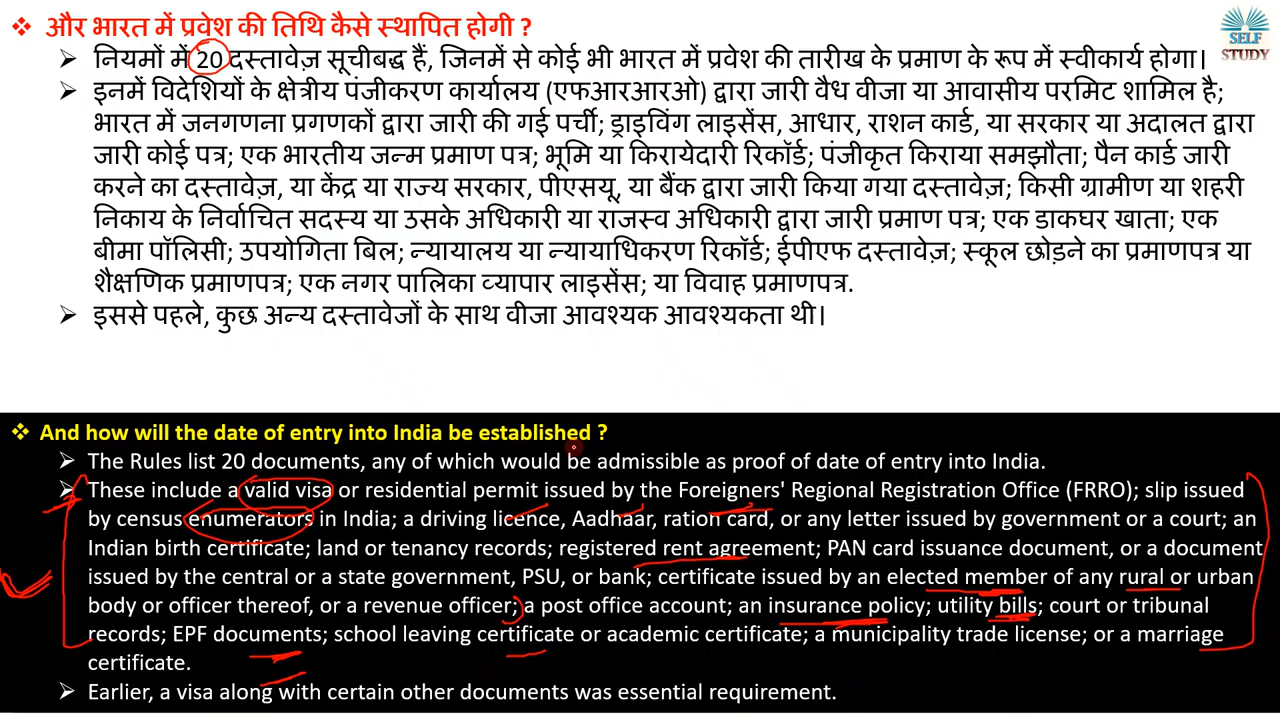 ❖ और भारत में प्रवेश की तिथि कैसे स्थापित होगी ?
➢ नियमों में 20 दस्तावेज़ सूचीबद्ध हैं, जिनमें से कोई भी भारत में प्रवेश की तारीख के प्रमाण के रूप में स्वीकार्य होगा।
➢ इनमें विदेशियों के क्षेत्रीय पंजीकरण कार्यालय (एफआरआरओ) द्वारा जारी वैध वीजा या आवासीय परमिट शामिल है;
भारत में जनगणना प्रगणकों द्वारा जारी की गई पर्ची; ड्राइविंग लाइसेंस, आधार, राशन कार्ड, या सरकार या अदालत द्वारा
जारी कोई पत्र; एक भारतीय जन्म प्रमाण पत्र; भूमि या किरायेदारी रिकॉर्ड; पंजीकृत किराया समझौता; पैन कार्ड जारी
करने का दस्तावेज़, या केंद्र या राज्य सरकार, पीएसयू, या बैंक द्वारा जारी किया गया दस्तावेज़; किसी ग्रामीण या शहरी
निकाय के निर्वाचित सदस्य या उसके अधिकारी या राजस्व अधिकारी द्वारा जारी प्रमाण पत्र; एक डाकघर खाता; एक
बीमा पॉलिसी; उपयोगिता बिल; न्यायालय या न्यायाधिकरण रिकॉर्ड; ईपीएफ दस्तावेज़; स्कूल छोड़ने का प्रमाणपत्र या
शैक्षणिक प्रमाणपत्र; एक नगर पालिका व्यापार लाइसेंस; या विवाह प्रमाणपत्र.
➢ इससे पहले, कुछ अन्य दस्तावेजों के साथ वीजा आवश्यक आवश्यकता थी।
SELF
STUDY
❖ And how will the date of entry into India be established ?
➢ The Rules list 20 documents, any of which would be admissible as proof of date of entry into India.
➢ These include a valid visa or residential permit issued by the Foreigners' Regional Registration Office (FRRO); slip issued
by census enumerators in India; a driving licence, Aadhaar, ration card, or any letter issued by government or a court; an
Indian birth certificate; land or tenancy records; registered rent agreement; PAN card issuance document, or a document
issued by the central or a state government, PSU, or bank; certificate issued by an elected member of any rural or urban
body or officer thereof, or a revenue officer; a post office account; an insurance policy; utility bills; court or tribunal
records; EPF documents; school leaving certificate or academic certificate; a municipality trade license; or a marriage
certificate.
➢ Earlier, a visa along with certain other documents was essential requirement.